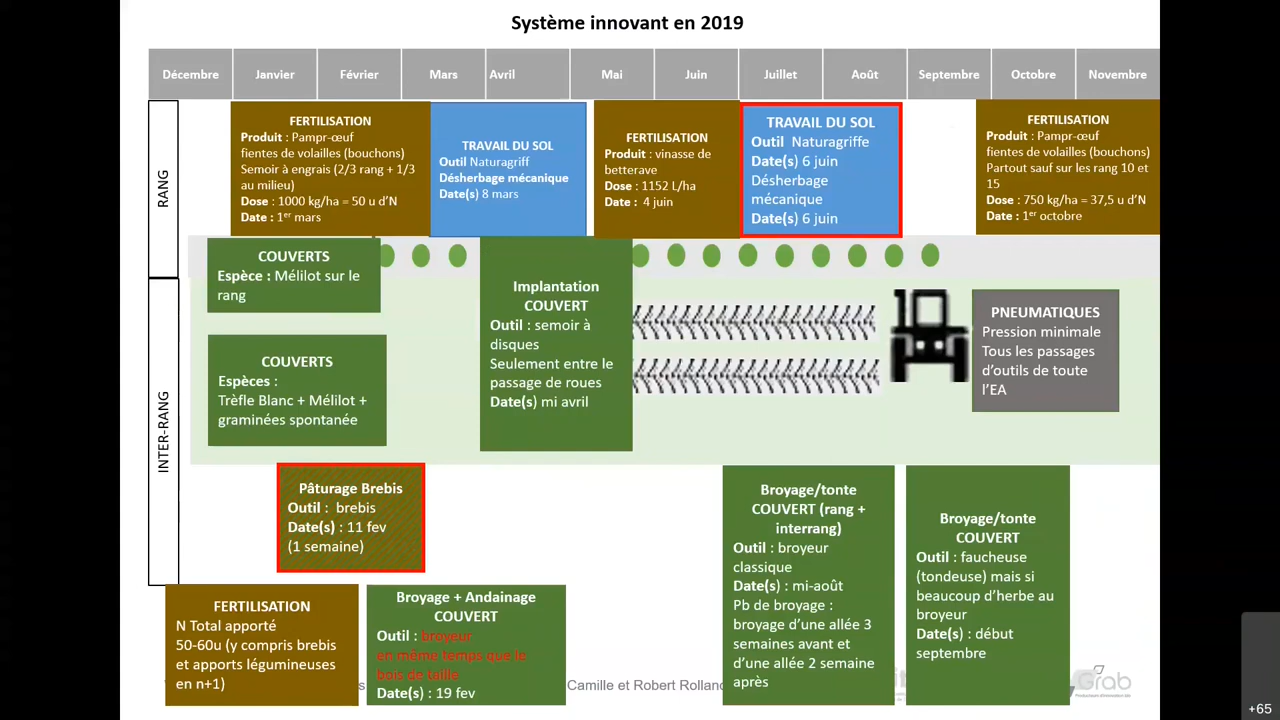 Système innovant en 2019
Décembre
Janvier
Février
Mars
Avril
Mai
Juin
Juillet
Août
Septembre
Octobre
Novembre
RANG
FERTILISATION
Produit : Pampr-œuf
fientes de volailles (bouchons)
Semoir à engrais (2/3 rang + 1/3
au milieu)
Dose : 1000 kg/ha = 50 u d'N
Date : 1er mars
TRAVAIL DU SOL
Outil Naturagriff
Désherbage mécanique
Date(s) 8 mars
FERTILISATION
Produit : vinasse de
betterave
Dose : 1152 L/ha
Date : 4 juin
TRAVAIL DU SOL
Outil Naturagriffe
Date(s) 6 juin
Désherbage
mécanique
Date(s) 6 juin
FERTILISATION
Produit : Pampr-œuf
fientes de volailles (bouchons)
Partout sauf sur les rang 10 et
15
Dose : 750 kg/ha = 37,5 u d'N
Date : 1er octobre
COUVERTS
Espèce : Mélilot sur le
rang
INTER-RANG
COUVERTS
Espèces :
Trèfle Blanc + Mélilot +
graminées spontanée
Implantation
COUVERT
Outil : semoir à
disques
Seulement entre le
passage de roues
Date(s) mi avril
PNEUMATIQUES
Pression minimale
Tous les passages
d'outils de toute
l'EA
Pâturage Brebis
Outil : brebis
Date(s) : 11 fev
(1 semaine)
Broyage/tonte
COUVERT (rang +
interrang)
Outil : broyeur
classique
Date(s) : mi-août
Pb de broyage :
broyage d'une allée 3
semaines avant et
d'une allée 2 semaine
après
Broyage/tonte
COUVERT
Outil : faucheuse
(tondeuse) mais si
beaucoup d'herbe au
broyeur
Date(s) : début
septembre
FERTILISATION
N Total apporté
50-60u (y compris brebis
et apports légumineuses
en n+1)
Broyage + Andainage
COUVERT
Outil : broyeur
en même temps que le
bois de taille
Date(s) : 19 fev
Camille et Robert Rolland
Grab
+65